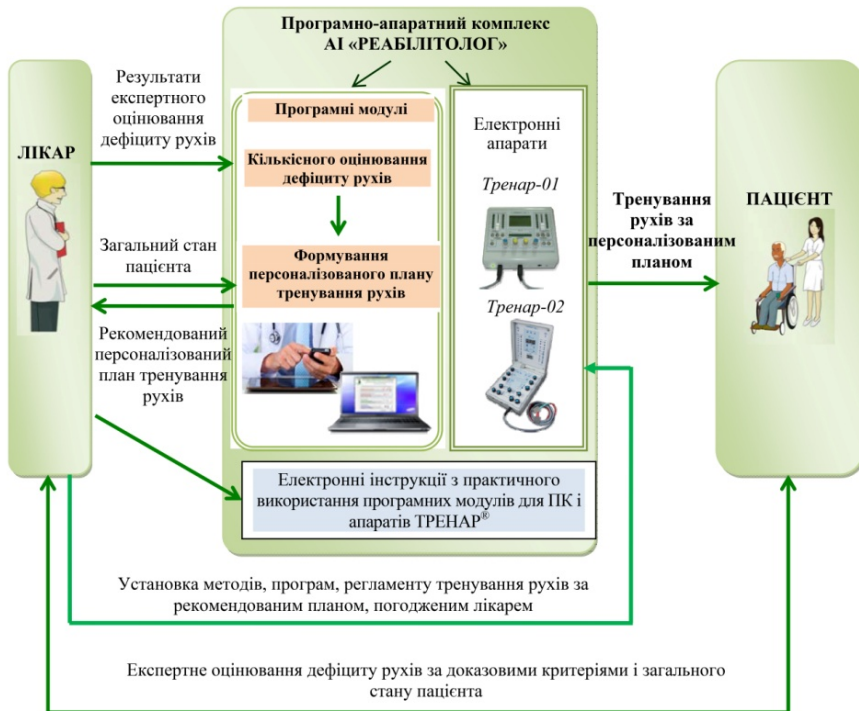 Програмно-апаратний комплекс
АІ «РЕАБІЛІТОЛОГ»
ЛІКАР
Результати
експертного
оцінювання
дефіциту рухів
Загальний стан
пацієнта
Рекомендований
персоналізований
план тренування
рухів
Програмні модулі
Кількісного оцінювання
дефіциту рухів
Формування
персоналізованого плану
тренування рухів
Електронні
апарати
Тренар-01
Тренар-02
Тренування
рухів за
персоналізованим
планом
ПАЦІЄНТ
Електронні інструкції з практичного
використання програмних модулів для ПК і
апаратів ТРЕНАР®
Установка методів, програм, регламенту тренування рухів за
рекомендованим планом, погодженим лікарем
Експертне оцінювання дефіциту рухів за доказовими критеріями і загального
стану пацієнта